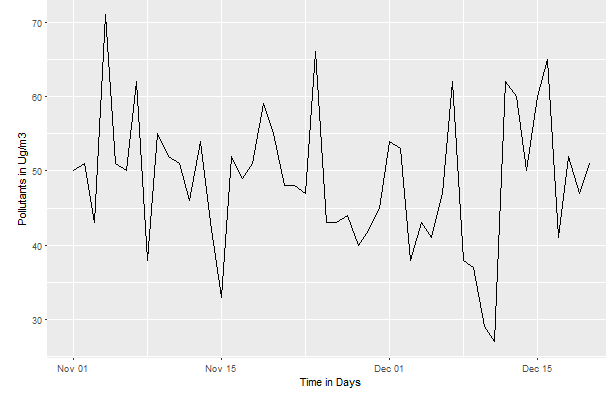 70
60
50
40
30
Pollutants in Ug/m3
Nov 01
Nov 15
Dec 01
Dec 15
Time in Days